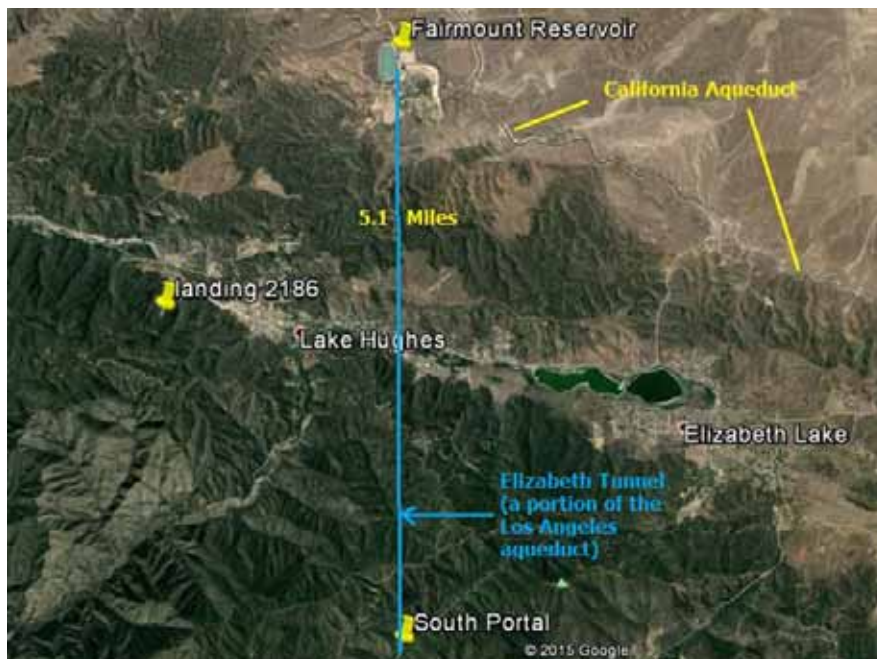 Fairmount Reservoir
California Aqueduct
5.1 Miles
landing 2186
Lake Hughes
Elizabeth Lake
Elizabeth Tunnel
(a portion of the
Los Angeles
aqueduct)
South Portal
© 2015 Google